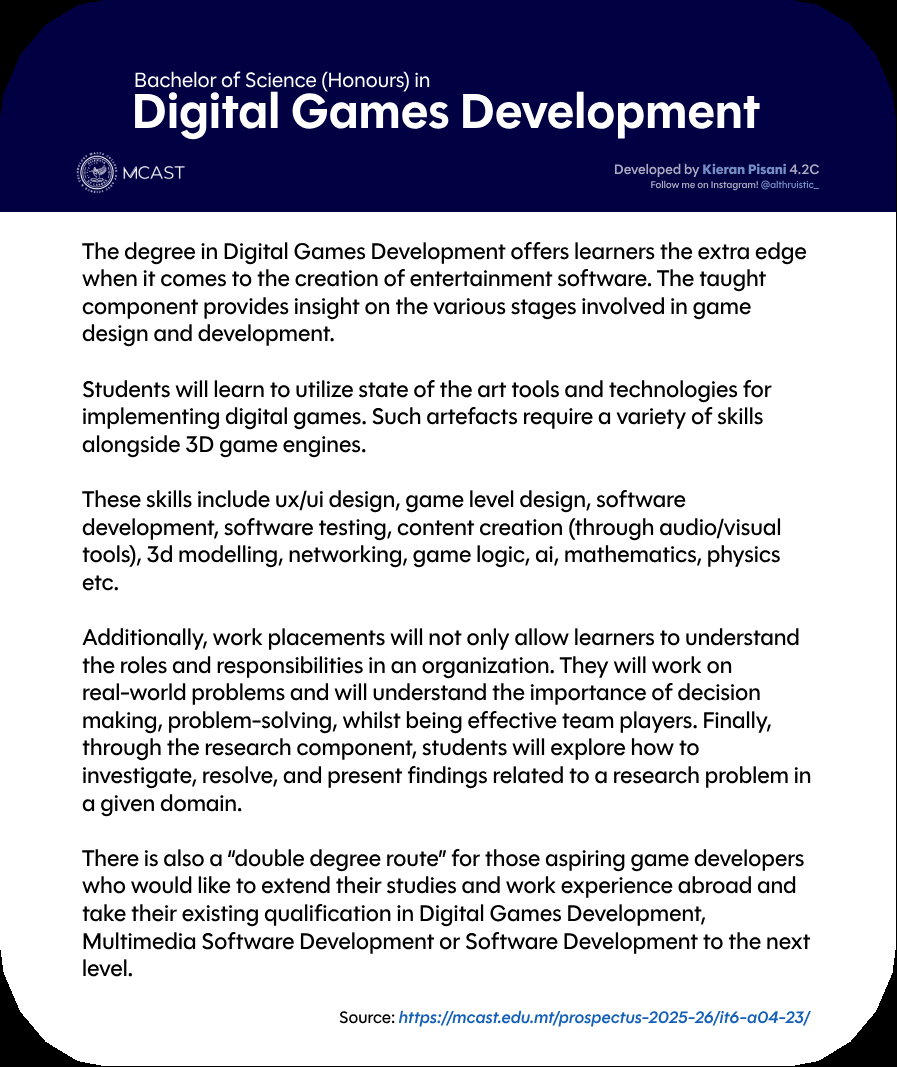 Bachelor of Science (Honours) in
Digital Games Development
MCAST
Developed by Kieran Pisani 4.2C
Follow me on Instagram! @althruistic_
The degree in Digital Games Development offers learners the extra edge
when it comes to the creation of entertainment software. The taught
component provides insight on the various stages involved in game
design and development.
Students will learn to utilize state of the art tools and technologies for
implementing digital games. Such artefacts require a variety of skills
alongside 3D game engines.
These skills include ux/ui design, game level design, software
development, software testing, content creation (through audio/visual
tools), 3d modelling, networking, game logic, ai, mathematics, physics
etc.
Additionally, work placements will not only allow learners to understand
the roles and responsibilities in an organization. They will work on
real-world problems and will understand the importance of decision
making, problem-solving, whilst being effective team players. Finally,
through the research component, students will explore how to
investigate, resolve, and present findings related to a research problem in
a given domain.
There is also a “double degree route” for those aspiring game developers
who would like to extend their studies and work experience abroad and
take their existing qualification in Digital Games Development,
Multimedia Software Development or Software Development to the next
level.
Source: https://mcast.edu.mt/prospectus-2025-26/it6-a04-23/